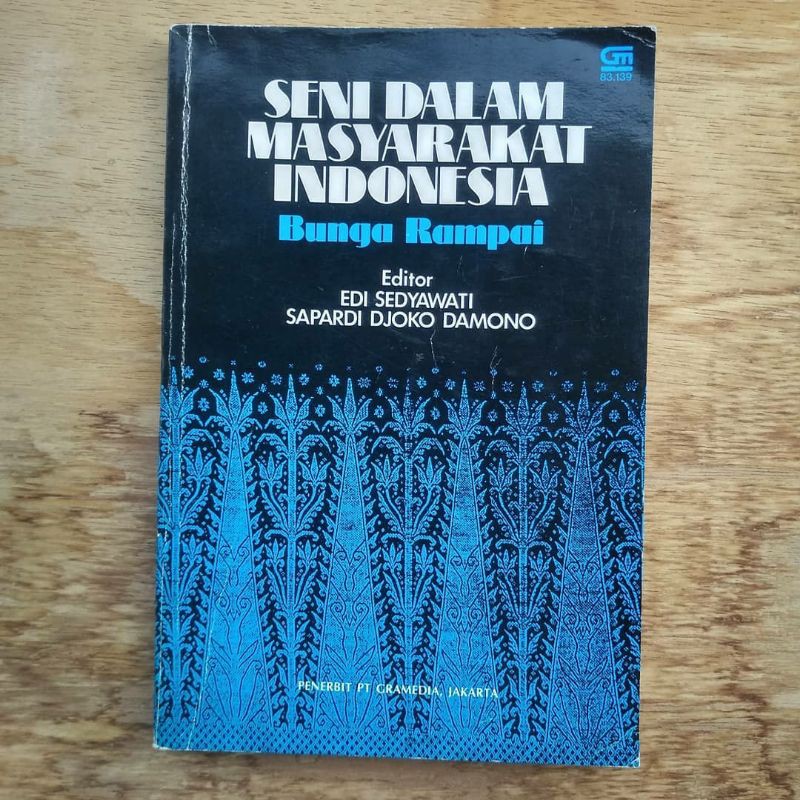 GM
83.139
SENI DALAM
MASYARAKAT
INDONESIA
Bunga Rampai
Editor
EDI SEDYAWATI
SAPARDI DJOKO DAMONO
PENERBIT PT GRAMEDIA, JAKARTA